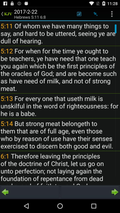 11:28
KJV
2017-2-22
Hebrews 5:11-6:8
5:11 Of whom we have many things to
say, and hard to be uttered, seeing ye are
dull of hearing.
5:12 For when for the time ye ought to
be teachers, ye have need that one teach
you again which be the first principles of
the oracles of God; and are become such
as have need of milk, and not of strong
meat.
5:13 For every one that useth milk is
unskilful in the word of righteousness: for
he is a babe.
5:14 But strong meat belongeth to
them that are of full age, even those
who by reason of use have their senses
exercised to discern both good and evil.
6:1 Therefore leaving the principles
of the doctrine of Christ, let us go on
unto perfection; not laying again the
foundation of repentance from dead